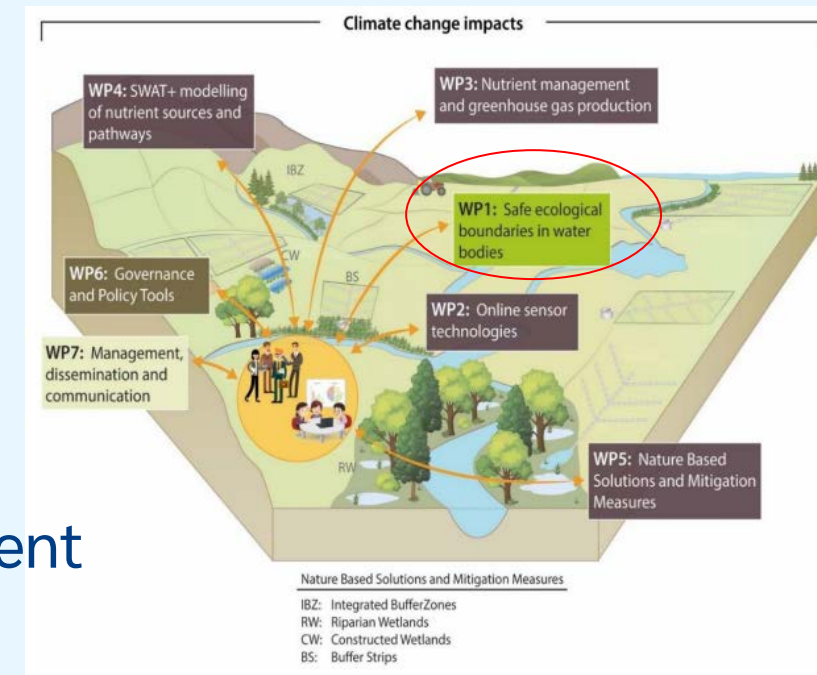 Climate change impacts
WP4: SWAT+ modelling
of nutrient sources and
pathways
WP3: Nutrient management
and greenhouse gas production
IBZ
WP1: Safe ecological
boundaries in water
bodies
CW
WP6: Governance
and Policy Tools
BS
WP2: Online sensor
technologies
WP7: Management,
dissemination and
communication
WP5: Nature Based
Solutions and Mitigation
Measures
RW
ent
Nature Based Solutions and Mitigation Measures
IBZ: Integrated BufferZones
RW: Riparian Wetlands
CW: Constructed Wetlands
BS: Buffer Strips